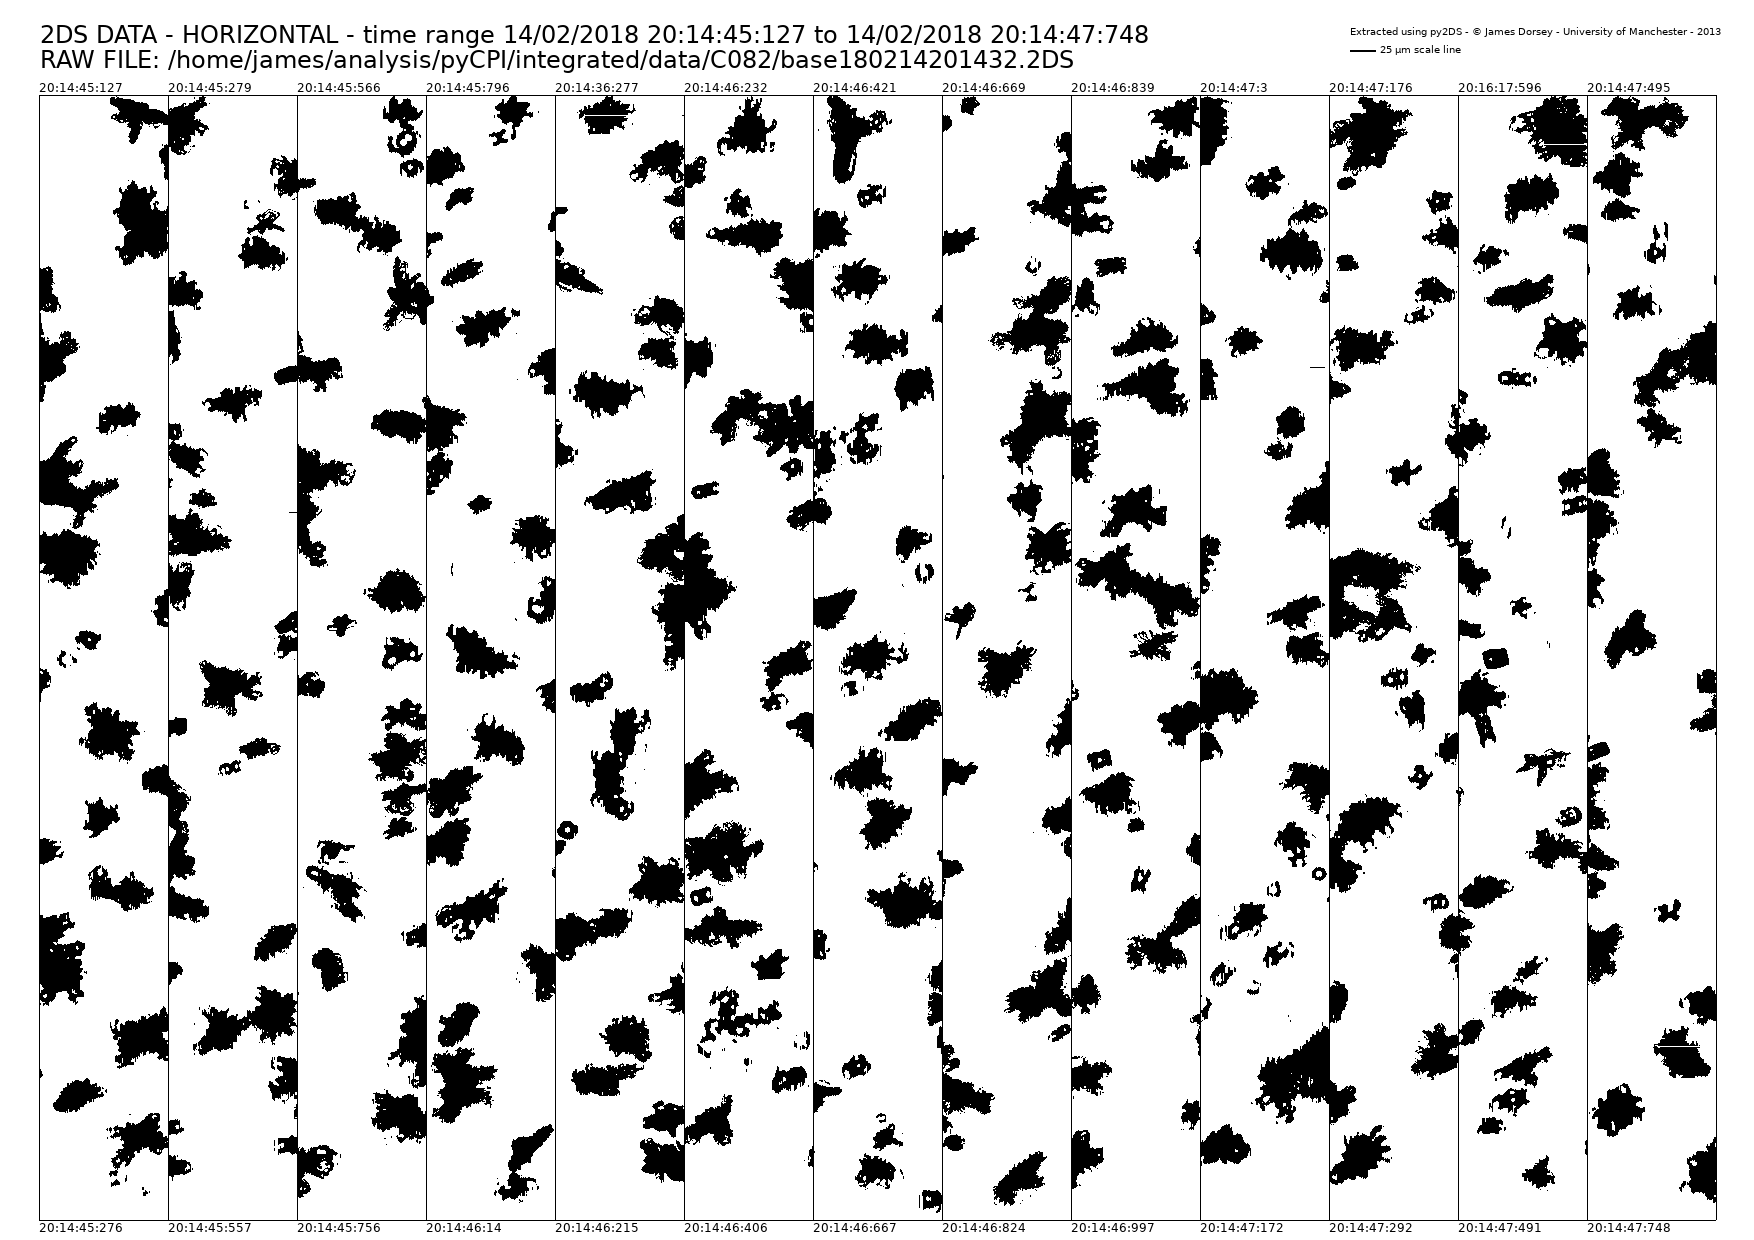 2DS DATA - HORIZONTAL - time range 14/02/2018 20:14:45:127 to 14/02/2018 20:14:47:748
RAW FILE: /home/james/analysis/pyCPI/integrated/data/C082/base180214201432.2DS
Extracted using py2DS - © James Dorsey - University of Manchester - 2013
25 µm scale line
20:14:45:127 20:14:45:279 20:14:45:566 20:14:45:796 20:14:36:277 20:14:46:232 20:14:46:421 20:14:46:669 20:14:46:839 20:14:47:3 20:14:47:176 20:16:17:596 20:14:47:495
20:14:45:276 20:14:45:557 20:14:45:756 20:14:46:14 20:14:46:215 20:14:46:406 20:14:46:667 20:14:46:824 20:14:46:997 20:14:47:172 20:14:47:292 20:14:47:491 20:14:47:748